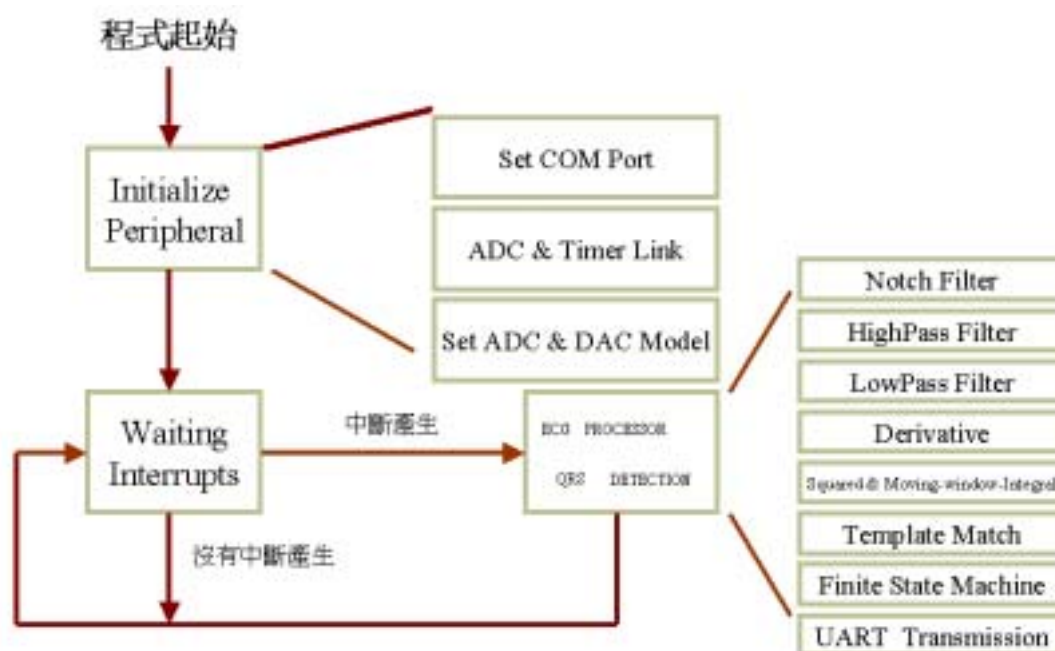 程式起始
Initialize
Peripheral
Set COM Port
ADC & Timer Link
Set ADC & DAC Model
Waiting
Interrupts
中斷產生
沒有中斷產生
ECG PROCESSOR
QRS DETECTION
Notch Filter
HighPass Filter
LowPass Filter
Derivative
Squared & Moving-window-Integral
Template Match
Finite State Machine
UART Transmission